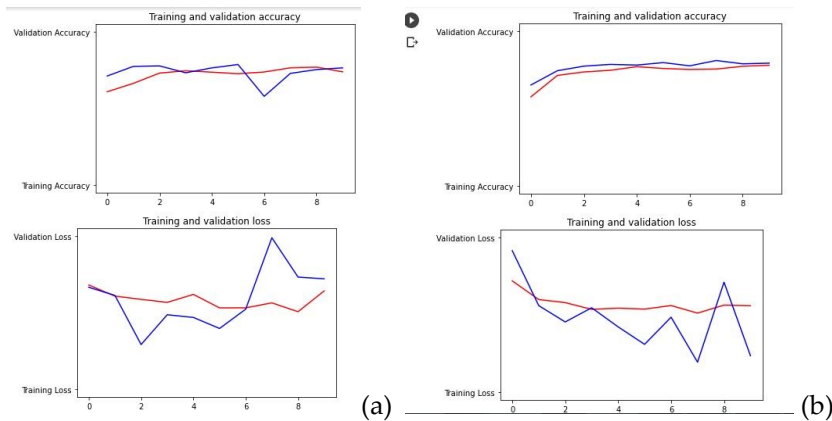 Training and validation accuracy
Validation Accuracy
Training Accuracy
0 2 4 6 8
Training and validation loss
Validation Loss
Training Loss
0 2 4 6 8
(a)
Training and validation accuracy
Validation Accuracy
Training Accuracy
0 2 4 6 8
Training and validation loss
Validation Loss
Training Loss
0 2 4 6 8
(b)